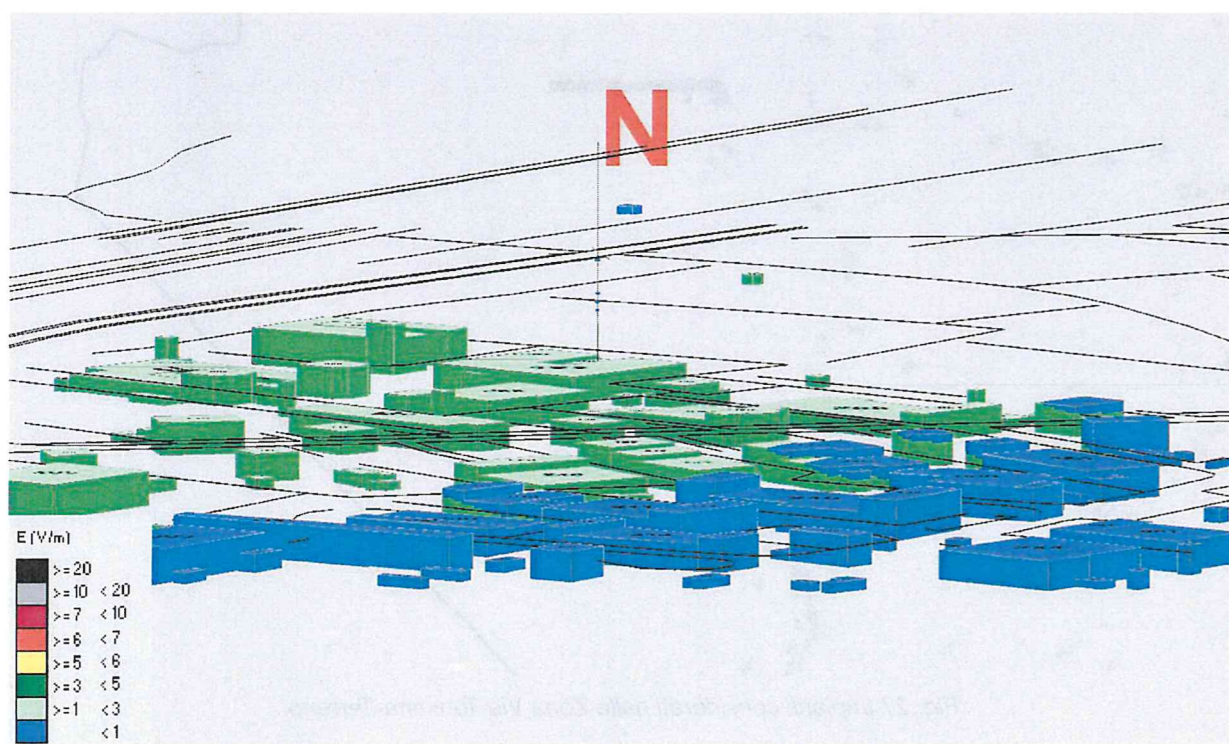 N
E (V/m)
>= 20
>= 10 < 20
>= 7 < 10
>= 6 < 7
>= 5 < 6
>= 3 < 5
>= 1 < 3
< 1